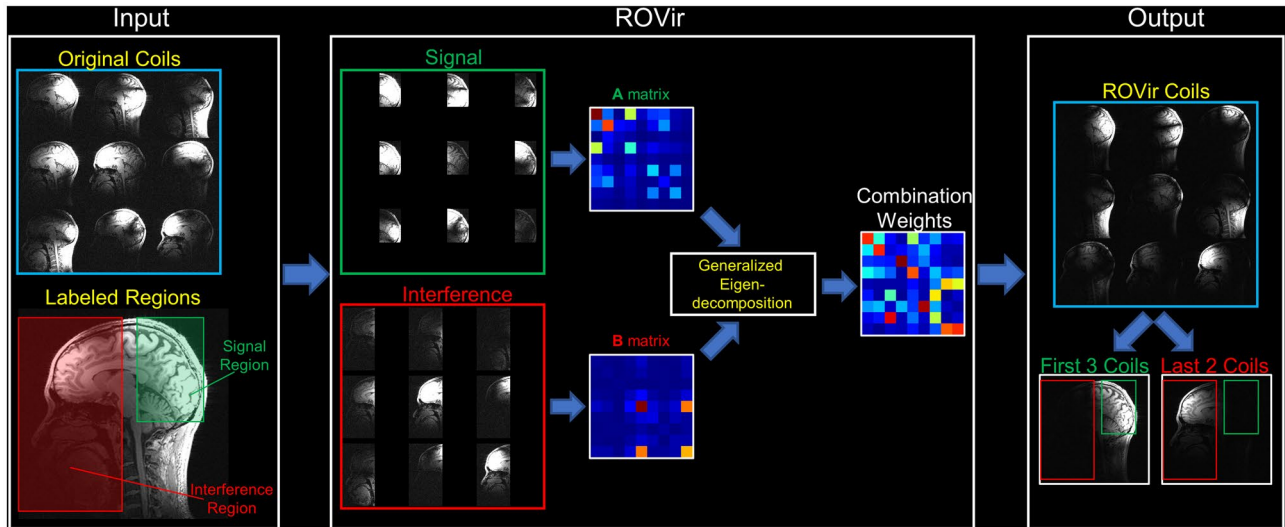 Input
ROVir
Output
Original Coils
Labeled Regions
Signal
Region
Interference
Region
Signal
A matrix
Interference
B matrix
Generalized
Eigen-
decomposition
Combination
Weights
ROVir Coils
First 3 Coils
Last 2 Coils